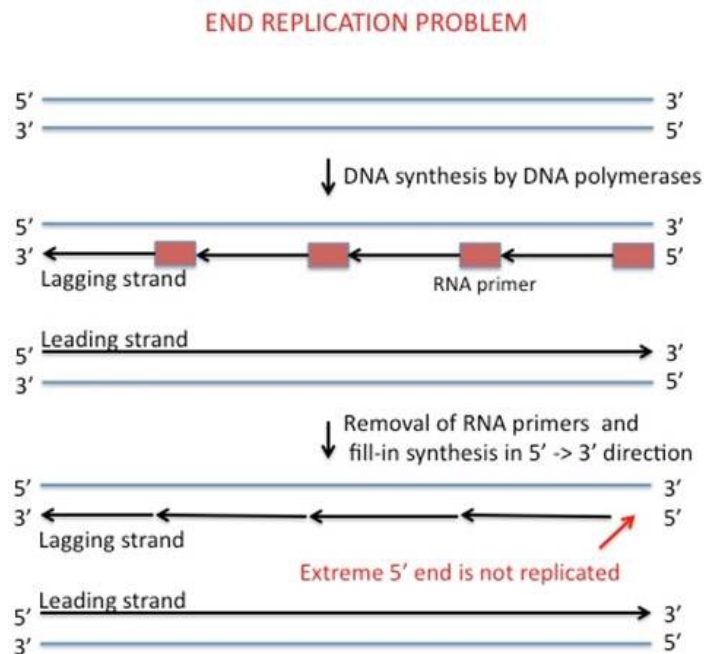 END REPLICATION PROBLEM
5′ 3′
3′ 5′
DNA synthesis by DNA polymerases
5′ 3′
3′ 5′
Lagging strand RNA primer
Leading strand
5′ 3′
3′ 5′
Removal of RNA primers and
fill-in synthesis in 5′ -> 3′ direction
5′ 3′
3′ 5′
Lagging strand
Extreme 5′ end is not replicated
Leading strand
5′ 3′
3′ 5′